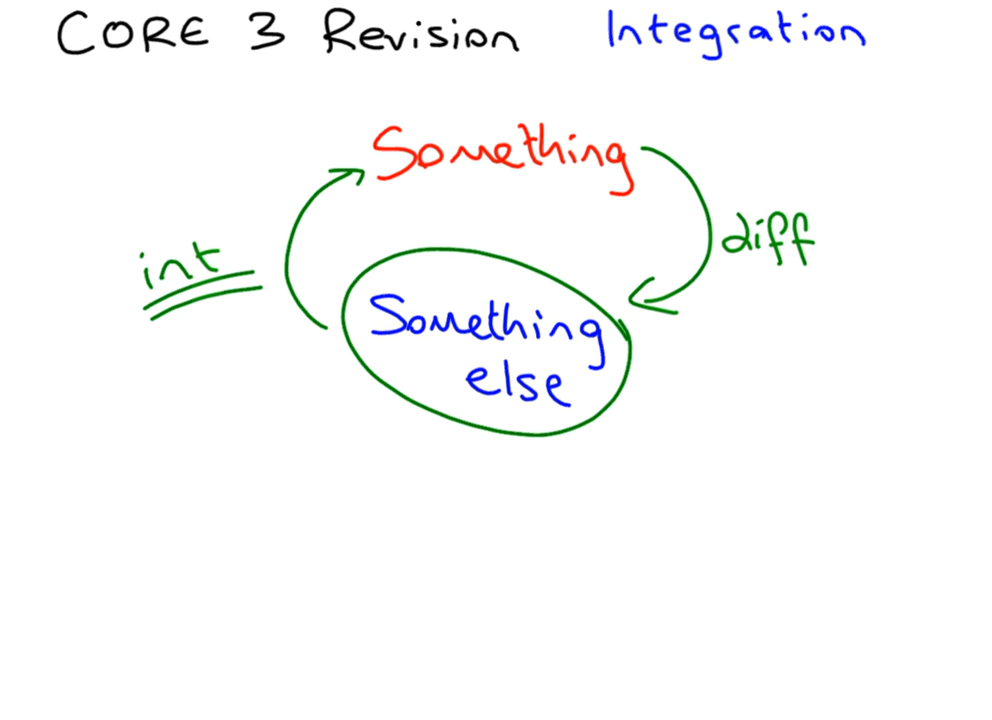 CORE 3 Revision Integration
Something
diff
int
Something
else